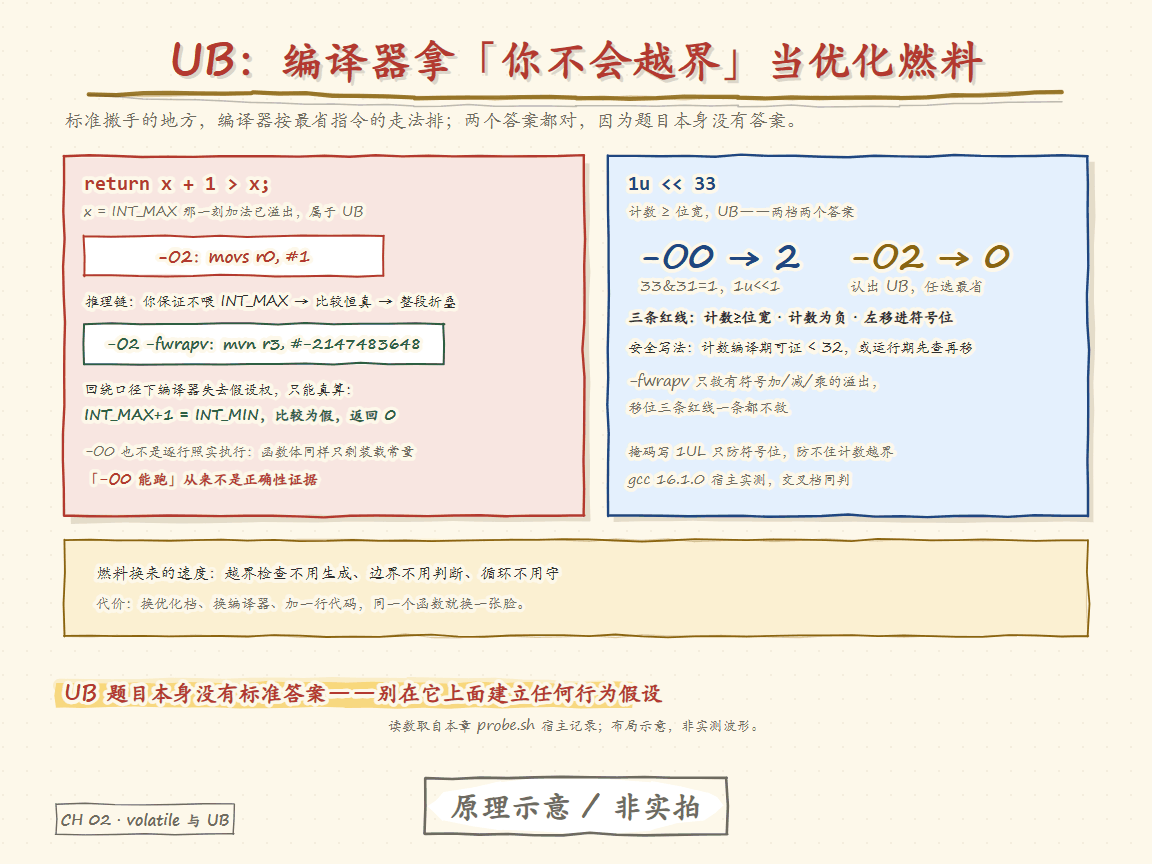 UB：编译器拿「你不会越界」当优化燃料
标准撒手的地方，编译器按最省指令的走法排；两个答案都对，因为题目本身没有答案。
return x + 1 > x;
x = INT_MAX 那一刻加法已溢出，属于 UB
-O2：movs r0, #1
推理链：你保证不喂 INT_MAX → 比较恒真 → 整段折叠
-O2 -fwrapv：mvn r3, #-2147483648
回绕口径下编译器失去假设权，只能真算：
INT_MAX+1 = INT_MIN，比较为假，返回 0
-O0 也不是逐行照实执行：函数体同样只剩装载常量
「-O0 能跑」从来不是正确性证据
1u << 33
计数 ≥ 位宽，UB——两档两个答案
-O0 → 2
33&31=1，1u<<1
-O2 → 0
认出 UB，任选最省
三条红线：计数≥位宽 · 计数为负 · 左移进符号位
安全写法：计数编译期可证 < 32，或运行期先查再移
-fwrapv 只救有符号加/减/乘的溢出，
移位三条红线一条都不救
掩码写 1UL 只防符号位，防不住计数越界
gcc 16.1.0 宿主实测，交叉档同判
燃料换来的速度：越界检查不用生成、边界不用判断、循环不用守
代价：换优化档、换编译器、加一行代码，同一个函数就换一张脸。
UB 题目本身没有标准答案——别在它上面建立任何行为假设
读数取自本章 probe.sh 宿主记录；布局示意，非实测波形。
原理示意 / 非实拍
CH 02 · volatile 与 UB